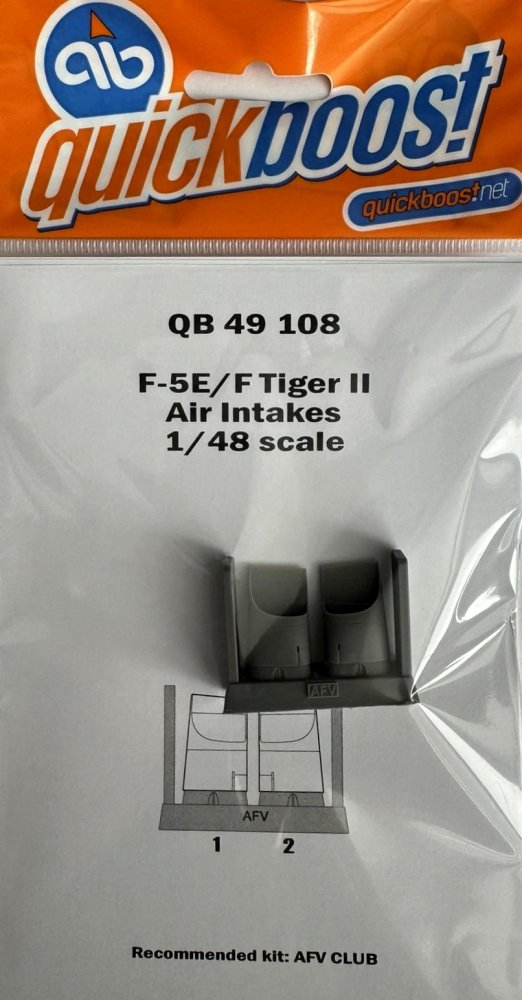 qb
quickboost
quickboost.net
QB 49 108
F-5E/F Tiger II
Air Intakes
1/48 scale
AFV
AFV
1 2
Recommended kit: AFV CLUB